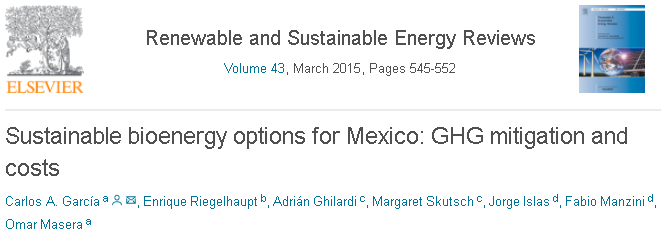 Renewable and Sustainable Energy Reviews
Volume 43, March 2015, Pages 545-552
ELSEVIER
Sustainable bioenergy options for Mexico: GHG mitigation and
costs
Carlos A. García a, Enrique Riegelhaupt b, Adrián Ghilardi c, Margaret Skutsch c, Jorge Islas d, Fabio Manzini d,
Omar Masera a